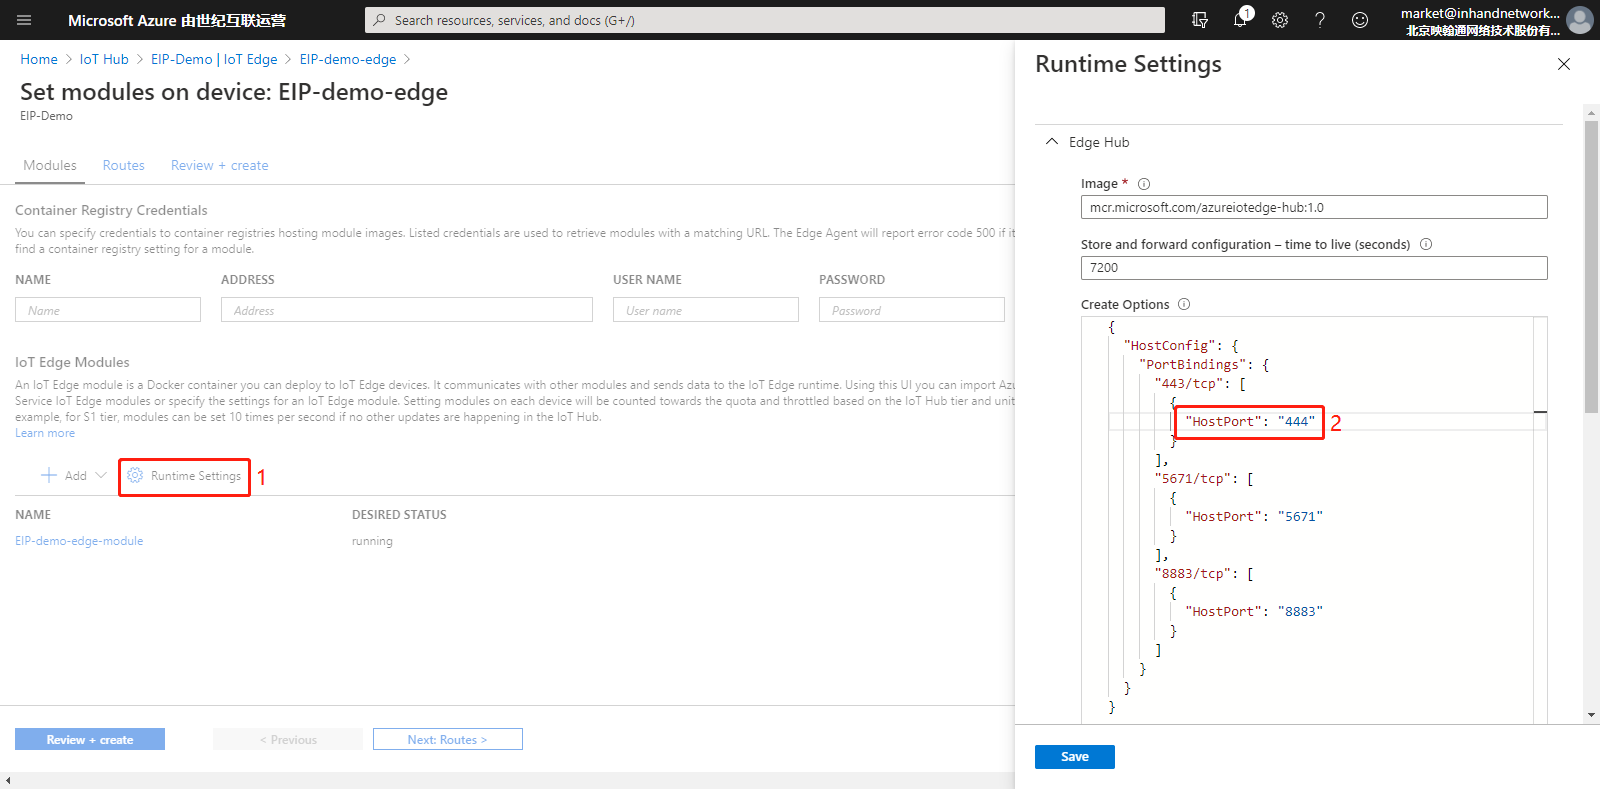 Microsoft Azure 由世纪互联运营
Search resources, services, and docs (G+/)
1
market@inhandnetwork...
北京映翰通网络技术股份有...
Home > IoT Hub > EIP-Demo | IoT Edge > EIP-demo-edge >
Set modules on device: EIP-demo-edge
EIP-Demo
Modules Routes Review + create
Container Registry Credentials
You can specify credentials to container registries hosting module images. Listed credentials are used to retrieve modules with a matching URL. The Edge Agent will report error code 500 if it
find a container registry setting for a module.
NAME ADDRESS USER NAME PASSWORD
Name Address User name Password
IoT Edge Modules
An IoT Edge module is a Docker container you can deploy to IoT Edge devices. It communicates with other modules and sends data to the IoT Edge runtime. Using this UI you can import Azu
Service IoT Edge modules or specify the settings for an IoT Edge module. Setting modules on each device will be counted towards the quota and throttled based on the IoT Hub tier and unit
example, for S1 tier, modules can be set 10 times per second if no other updates are happening in the IoT Hub.
Learn more
Add Runtime Settings 1
NAME DESIRED STATUS
EIP-demo-edge-module running
Review + create < Previous Next: Routes >
Runtime Settings
Edge Hub
Image *
mcr.microsoft.com/azureiotedge-hub:1.0
Store and forward configuration – time to live (seconds)
7200
Create Options
{
"HostConfig": {
"PortBindings": {
"443/tcp": [
{
"HostPort": "444" 2
}
],
"5671/tcp": [
{
"HostPort": "5671"
}
],
"8883/tcp": [
{
"HostPort": "8883"
}
]
}
}
}
Save